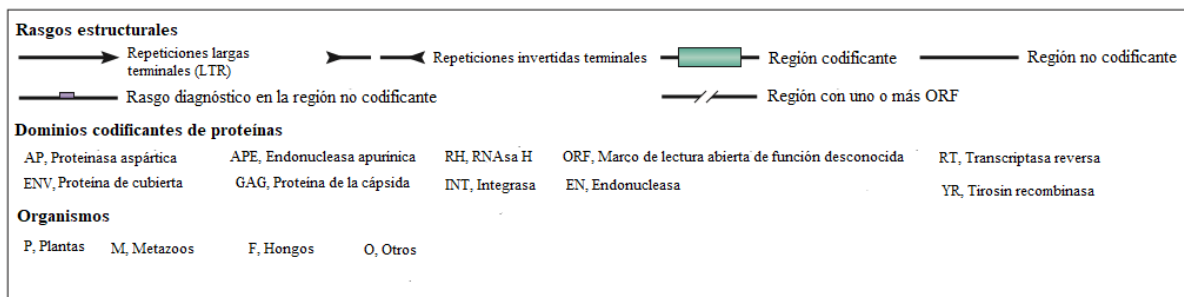 Rasgos estructurales
Repeticiones largas
terminales (LTR)
Repeticiones invertidas terminales
Región codificante
Región no codificante
Rasgo diagnóstico en la región no codificante
Región con uno o más ORF
Dominios codificantes de proteínas
AP, Proteinasa aspártica
APE, Endonucleasa apurinica
RH, RNAsa H
ORF, Marco de lectura abierta de función desconocida
RT, Transcriptasa reversa
ENV, Proteína de cubierta
GAG, Proteína de la cápsida
INT, Integrasa
EN, Endonucleasa
YR, Tirosin recombinasa
Organismos
P, Plantas
M, Metazoos
F, Hongos
O, Otros